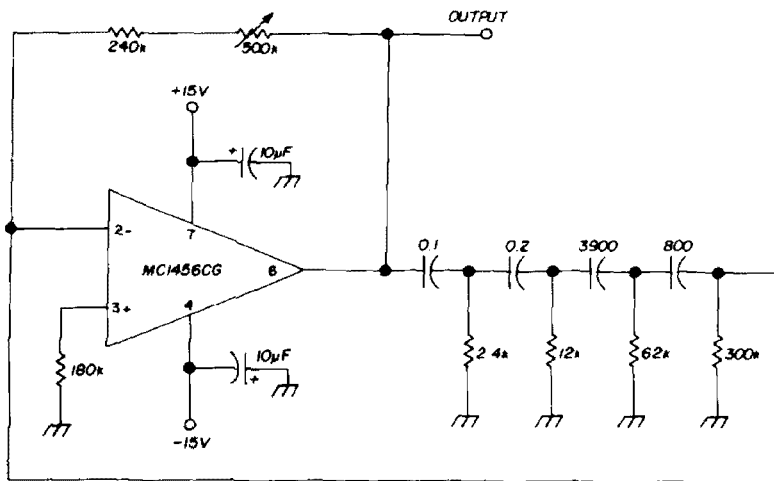 OUTPUT
240k
500k
+15V
+ 10µF
2-
7
MC1456CG
6
3+
4
180k
10µF
+
-15V
0.1
0.2
3900
800
2.4k
12k
62k
300k